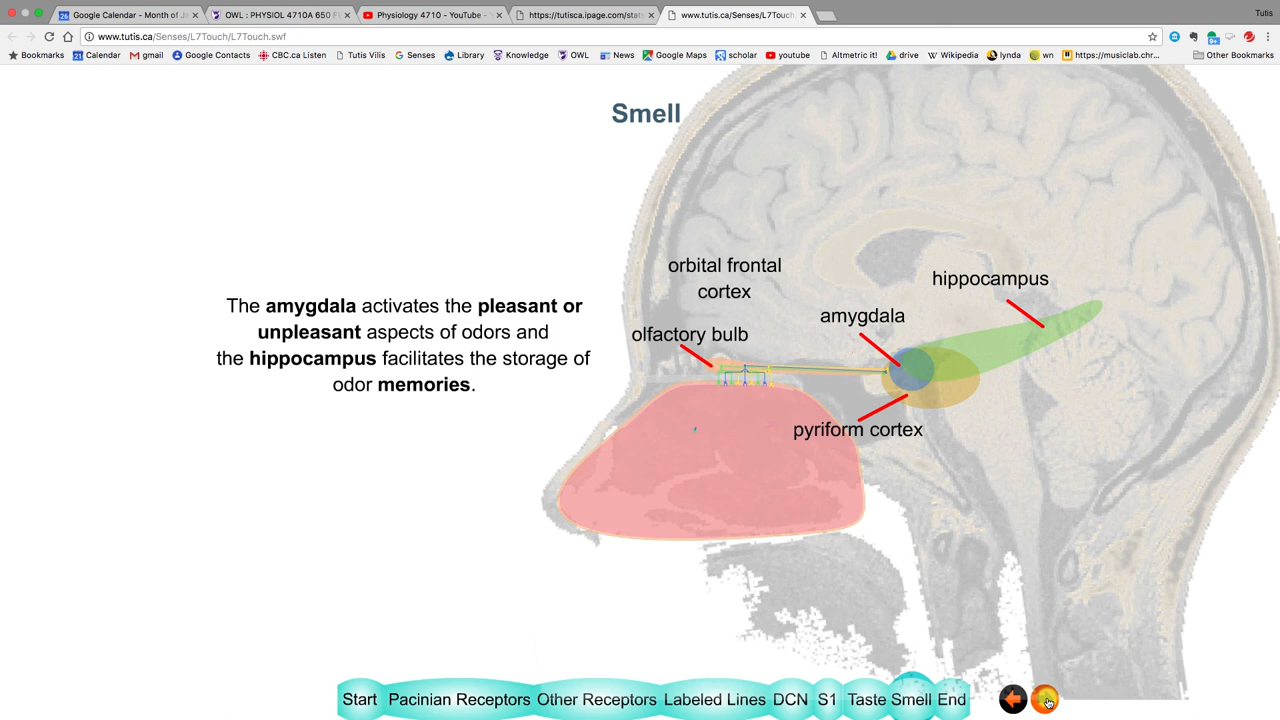 Google Calendar - Month of J
OWL : PHYSIOL 4710A 650 F
Physiology 4710 - YouTube -
https://tutisca.ipage.com/stat
www.tutis.ca/Senses/L7Touch/
Tutis
www.tutis.ca/Senses/L7Touch/L7Touch.swf
Bookmarks Calendar gmail Google Contacts CBC.ca Listen Tutis Vilis Senses Library Knowledge OWL News Google Maps scholar youtube Altmetric it! drive Wikipedia lynda wn musiclab.chr... Other Bookmarks
Smell
orbital frontal
cortex
hippocampus
amygdala
olfactory bulb
The amygdala activates the pleasant or
unpleasant aspects of odors and
the hippocampus facilitates the storage of
odor memories.
pyriform cortex
Start Pacinian Receptors Other Receptors Labeled Lines DCN S1 Taste Smell End